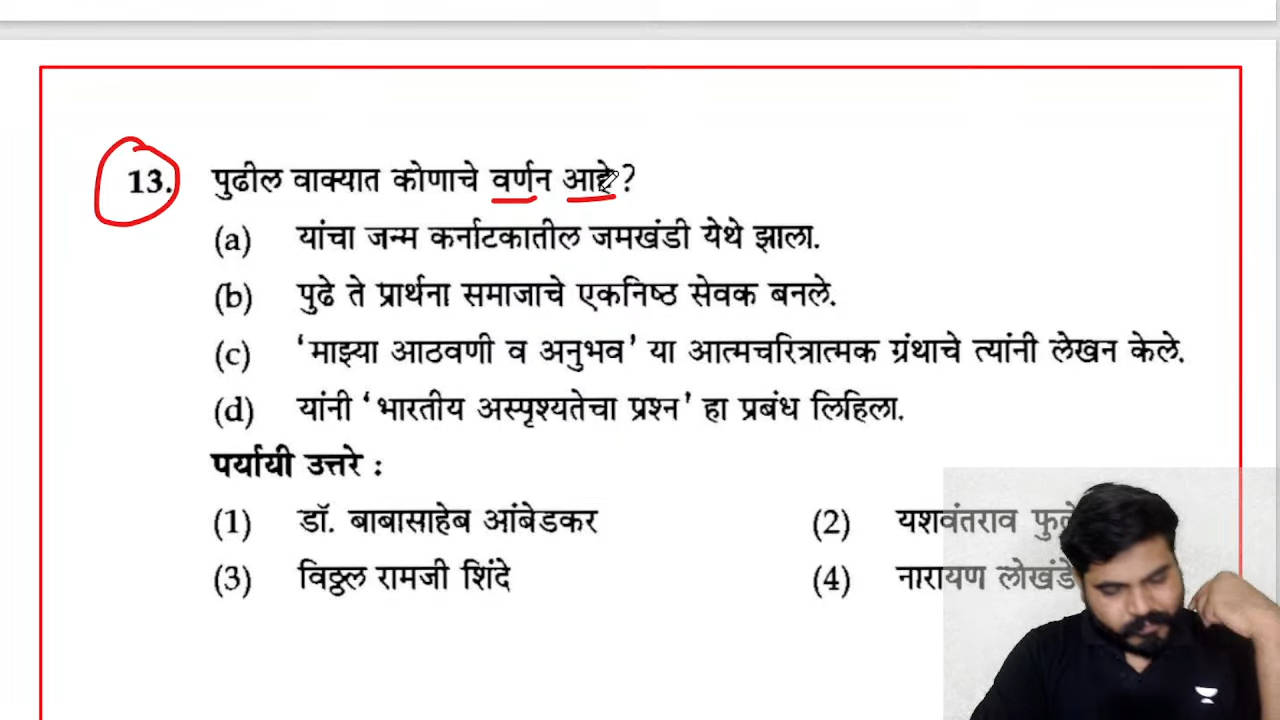 13. पुढील वाक्यात कोणाचे वर्णन आहे?
(a) यांचा जन्म कर्नाटकातील जमखंडी येथे झाला.
(b) पुढे ते प्रार्थना समाजाचे एकनिष्ठ सेवक बनले.
(c) 'माझ्या आठवणी व अनुभव' या आत्मचरित्रात्मक ग्रंथाचे त्यांनी लेखन केले.
(d) यांनी 'भारतीय अस्पृश्यतेचा प्रश्न' हा प्रबंध लिहिला.
पर्यायी उत्तरे :
(1) डॉ. बाबासाहेब आंबेडकर (2) यशवंतराव
(3) विठ्ठल रामजी शिंदे (4) नारायण लोखंडे